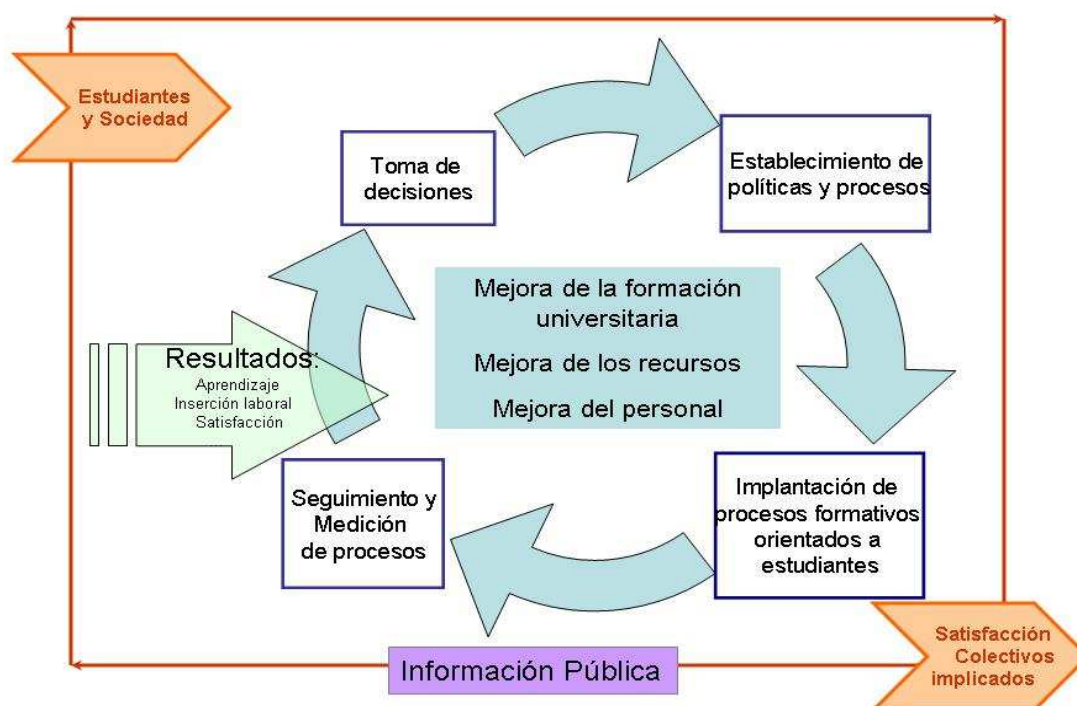 Estudiantes
y Sociedad
Toma de
decisiones
Establecimiento de
políticas y procesos
Mejora de la formación
universitaria
Mejora de los recursos
Mejora del personal
Resultados:
Aprendizaje
Inserción laboral
Satisfacción
Seguimiento y
Medición
de procesos
Implantación de
procesos formativos
orientados a
estudiantes
Información Pública
Satisfacción
Colectivos
implicados